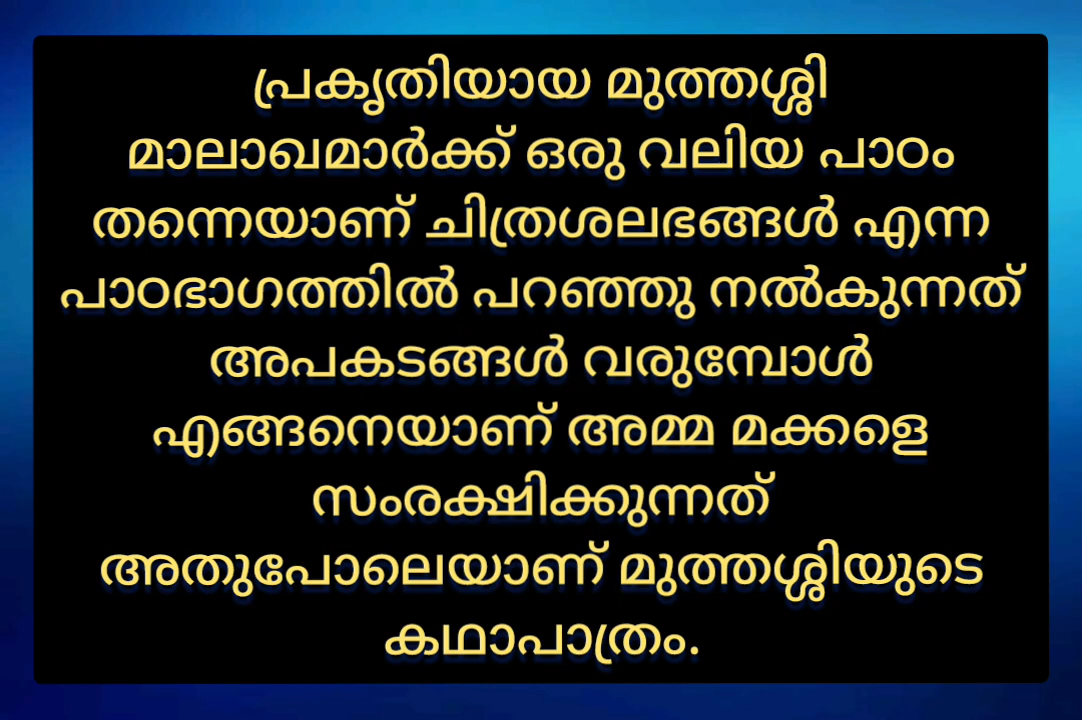 പ്രകൃതിയായ മുത്തശ്ശി
മാലാഖമാർക്ക് ഒരു വലിയ പാഠം
തന്നെയാണ് ചിത്രശലഭങ്ങൾ എന്ന
പാഠഭാഗത്തിൽ പറഞ്ഞു നൽകുന്നത്
അപകടങ്ങൾ വരുമ്പോൾ
എങ്ങനെയാണ് അമ്മ മക്കളെ
സംരക്ഷിക്കുന്നത്
അതുപോലെയാണ് മുത്തശ്ശിയുടെ
കഥാപാത്രം.